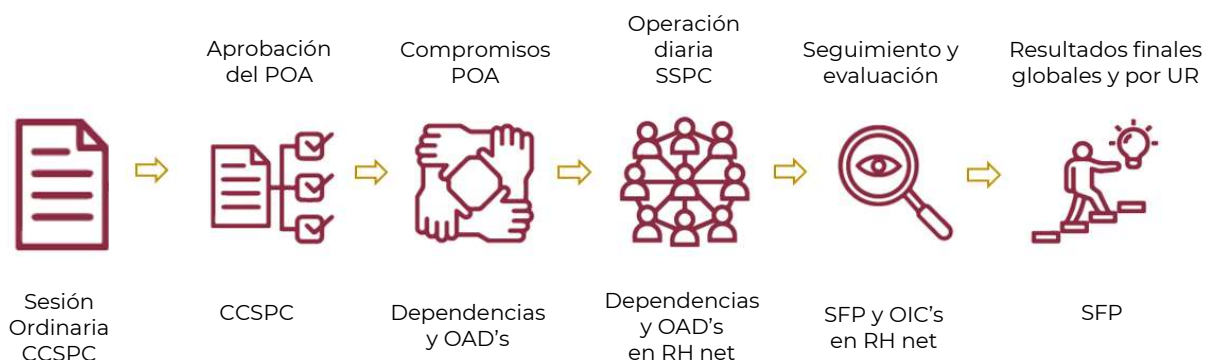 Aprobación
del POA
Compromisos
POA
Operación
diaria
SSPC
Seguimiento y
evaluación
Resultados finales
globales y por UR
Sesión
Ordinaria
CCSPC
CCSPC
Dependencias
y OAD’s
Dependencias
y OAD’s
en RH net
SFP y OIC’s
en RH net
SFP